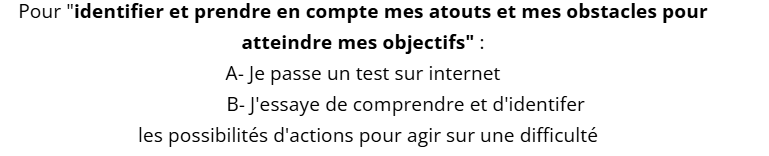 Pour "identifier et prendre en compte mes atouts et mes obstacles pour
atteindre mes objectifs" :
A- Je passe un test sur internet
B- J'essaye de comprendre et d'identifer
les possibilités d'actions pour agir sur une difficulté